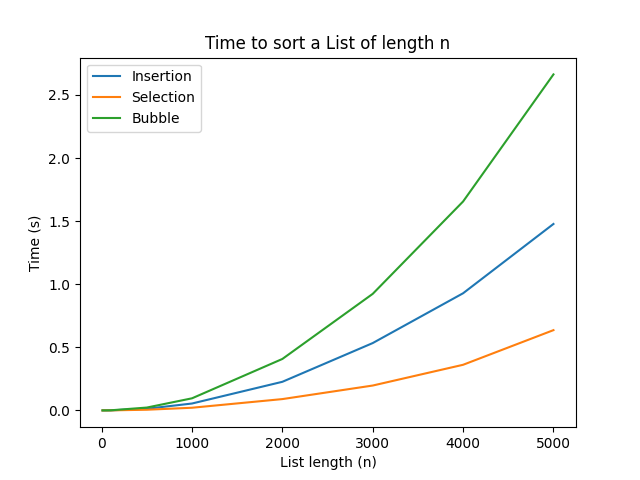 Time to sort a List of length n
Insertion
Selection
Bubble
Time (s)
2.5
2.0
1.5
1.0
0.5
0.0
0 1000 2000 3000 4000 5000
List length (n)